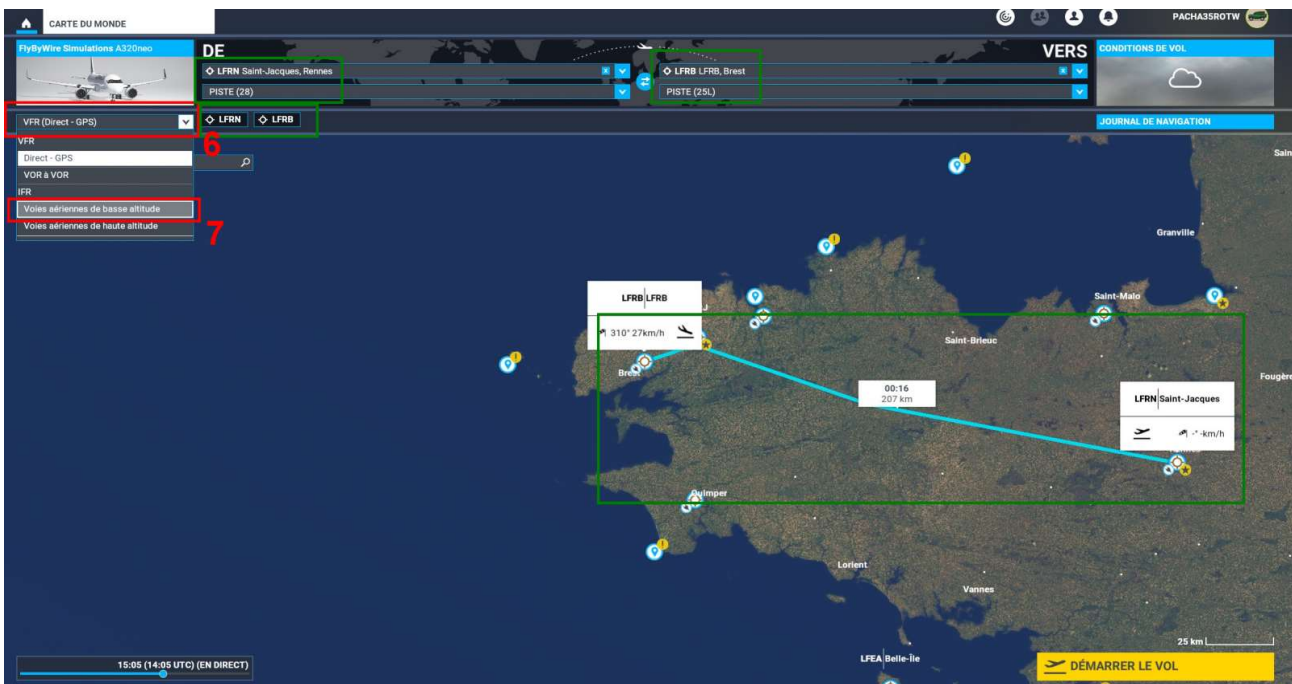 CARTE DU MONDE
PACHA35ROTW
FlyByWire Simulations A320neo
DE
VERS
CONDITIONS DE VOL
LFRN Saint-Jacques, Rennes
LFRB LFRB, Brest
PISTE (28)
PISTE (25L)
VFR (Direct - GPS)
LFRN
LFRB
JOURNAL DE NAVIGATION
6
VFR
Direct - GPS
VOR à VOR
IFR
Voies aériennes de basse altitude
Voies aériennes de haute altitude
7
Granville
LFRB LFRB
Saint-Malo
310° 27km/h
Saint-Brieuc
Brest
Fougère
00:16
207 km
LFRN Saint-Jacques
-° -km/h
Quimper
Lorient
Vannes
25 km
LFEA Belle-Île
15:05 (14:05 UTC) (EN DIRECT)
DÉMARRER LE VOL